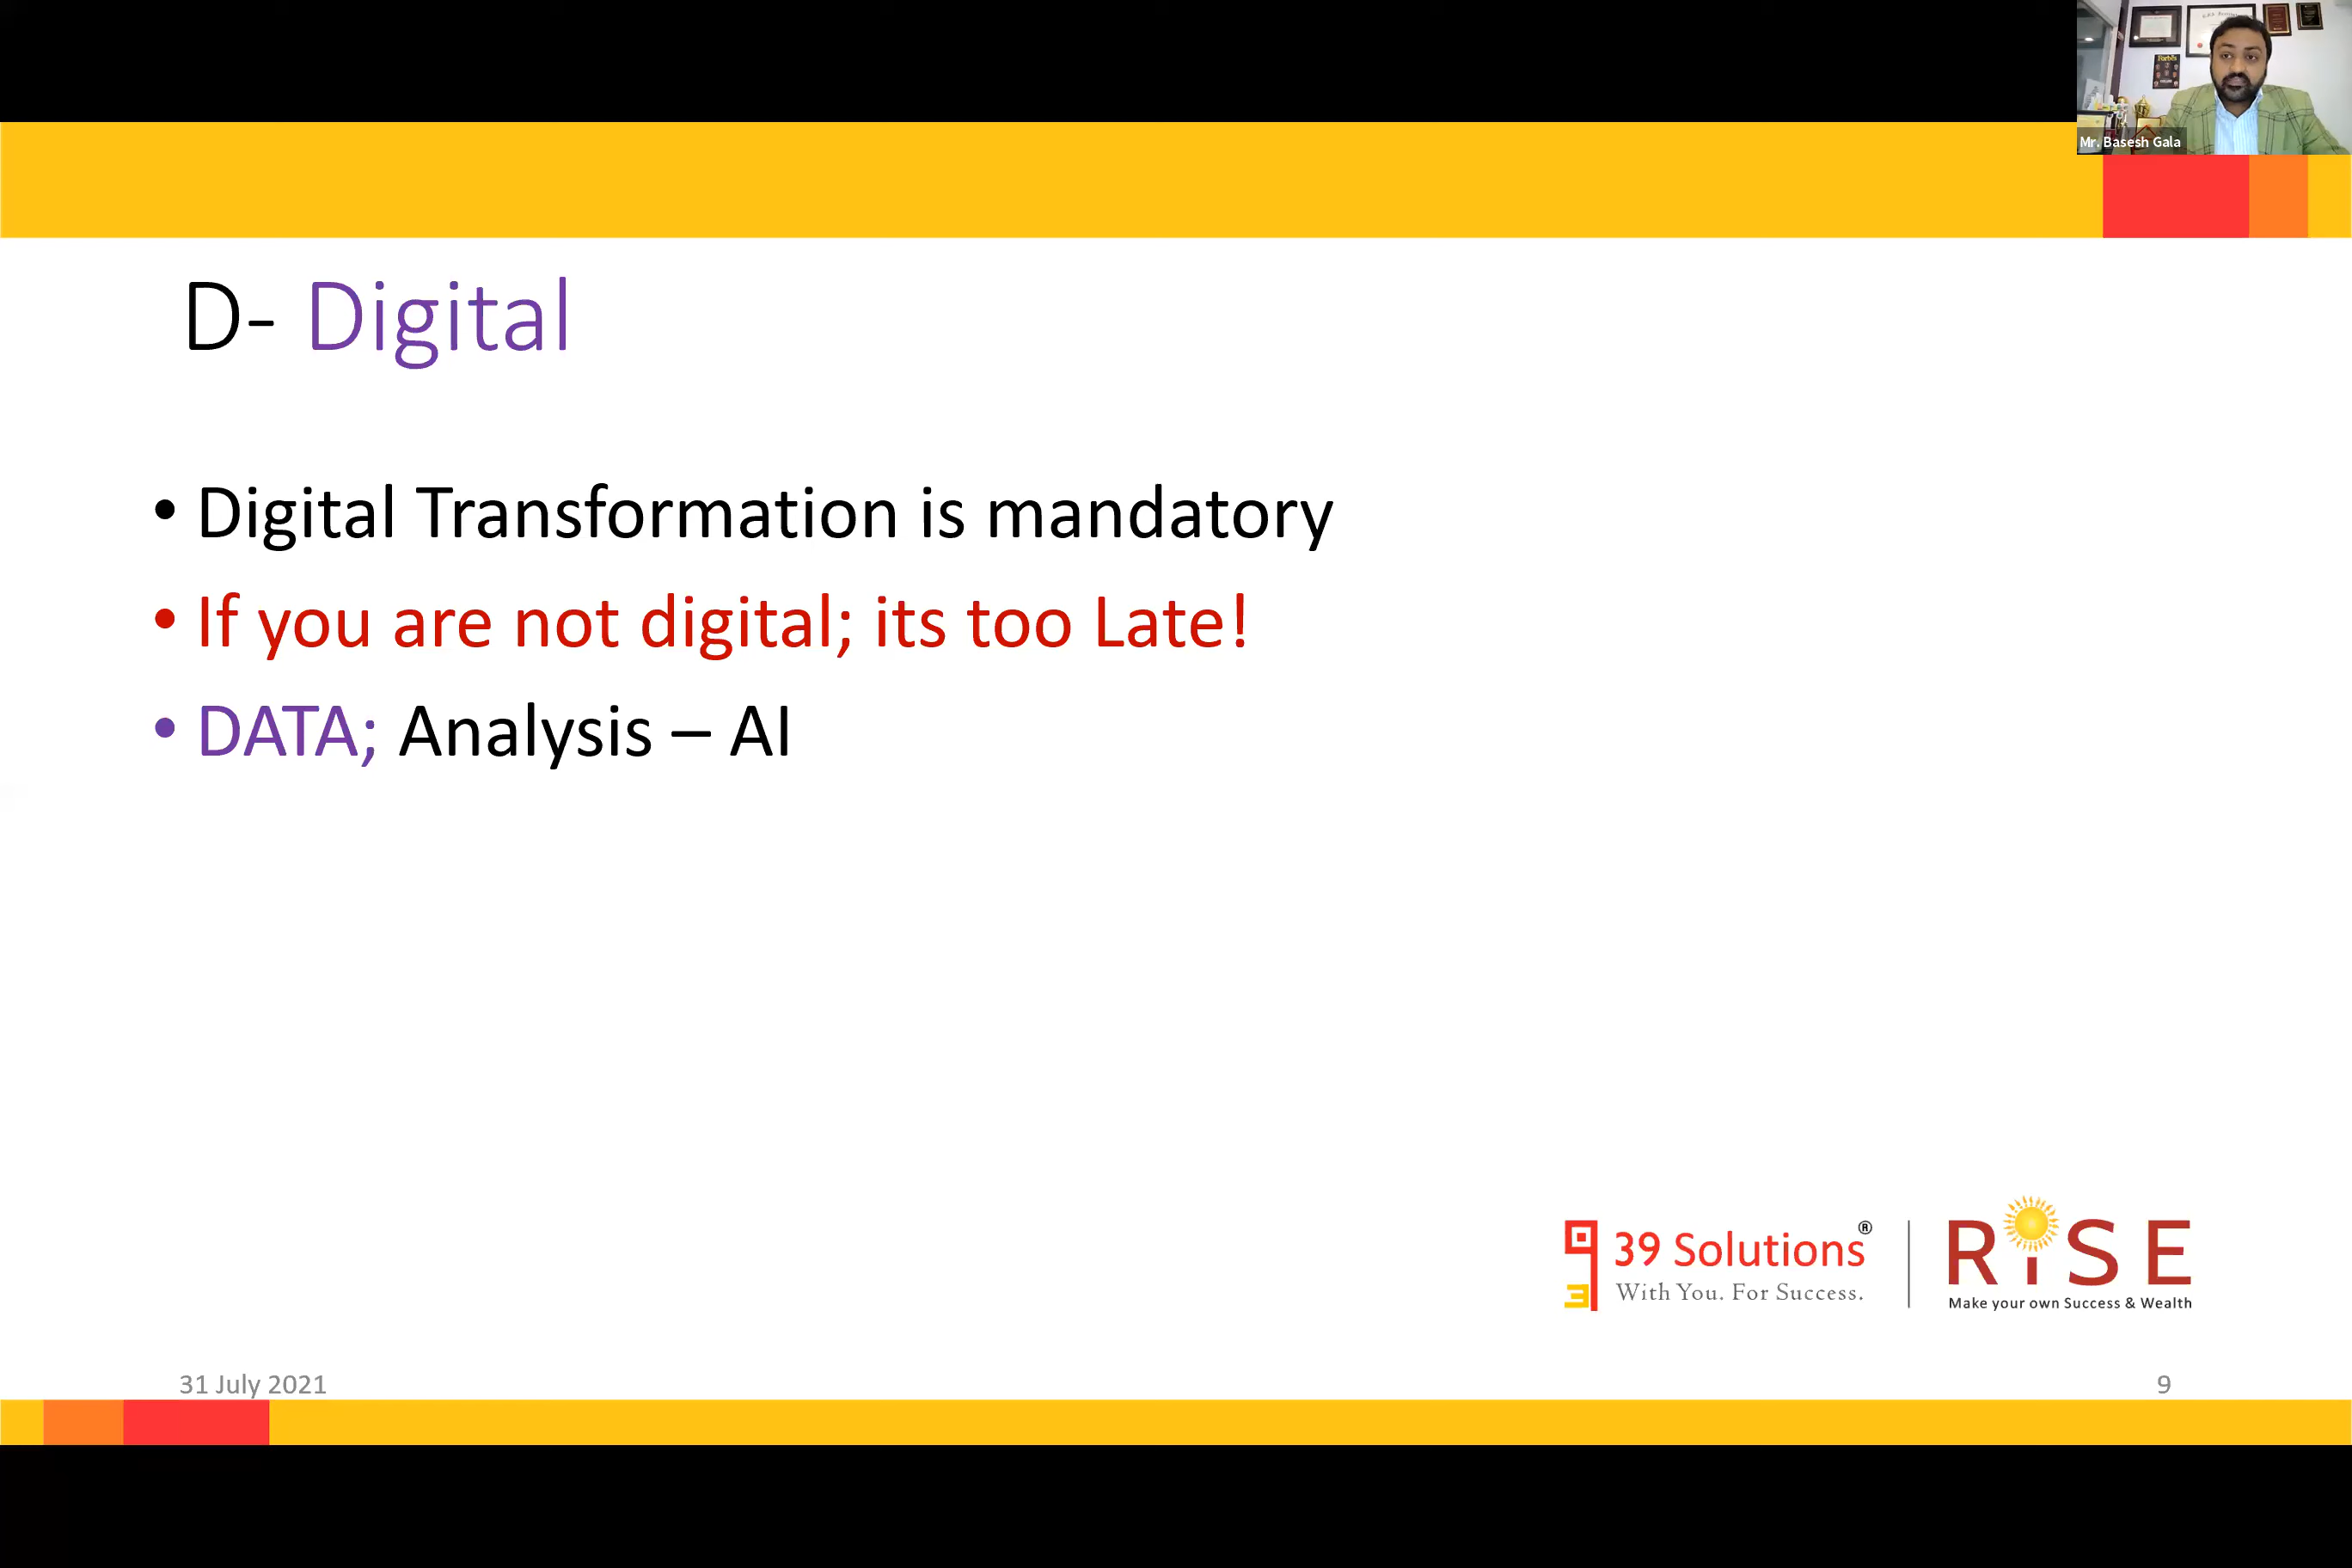 Forbes
Mr. Basesh Gala
D- Digital
• Digital Transformation is mandatory
• If you are not digital; its too Late!
• DATA; Analysis – AI
39 Solutions®
With You. For Success.
RiSE
Make your own Success & Wealth
31 July 2021
9